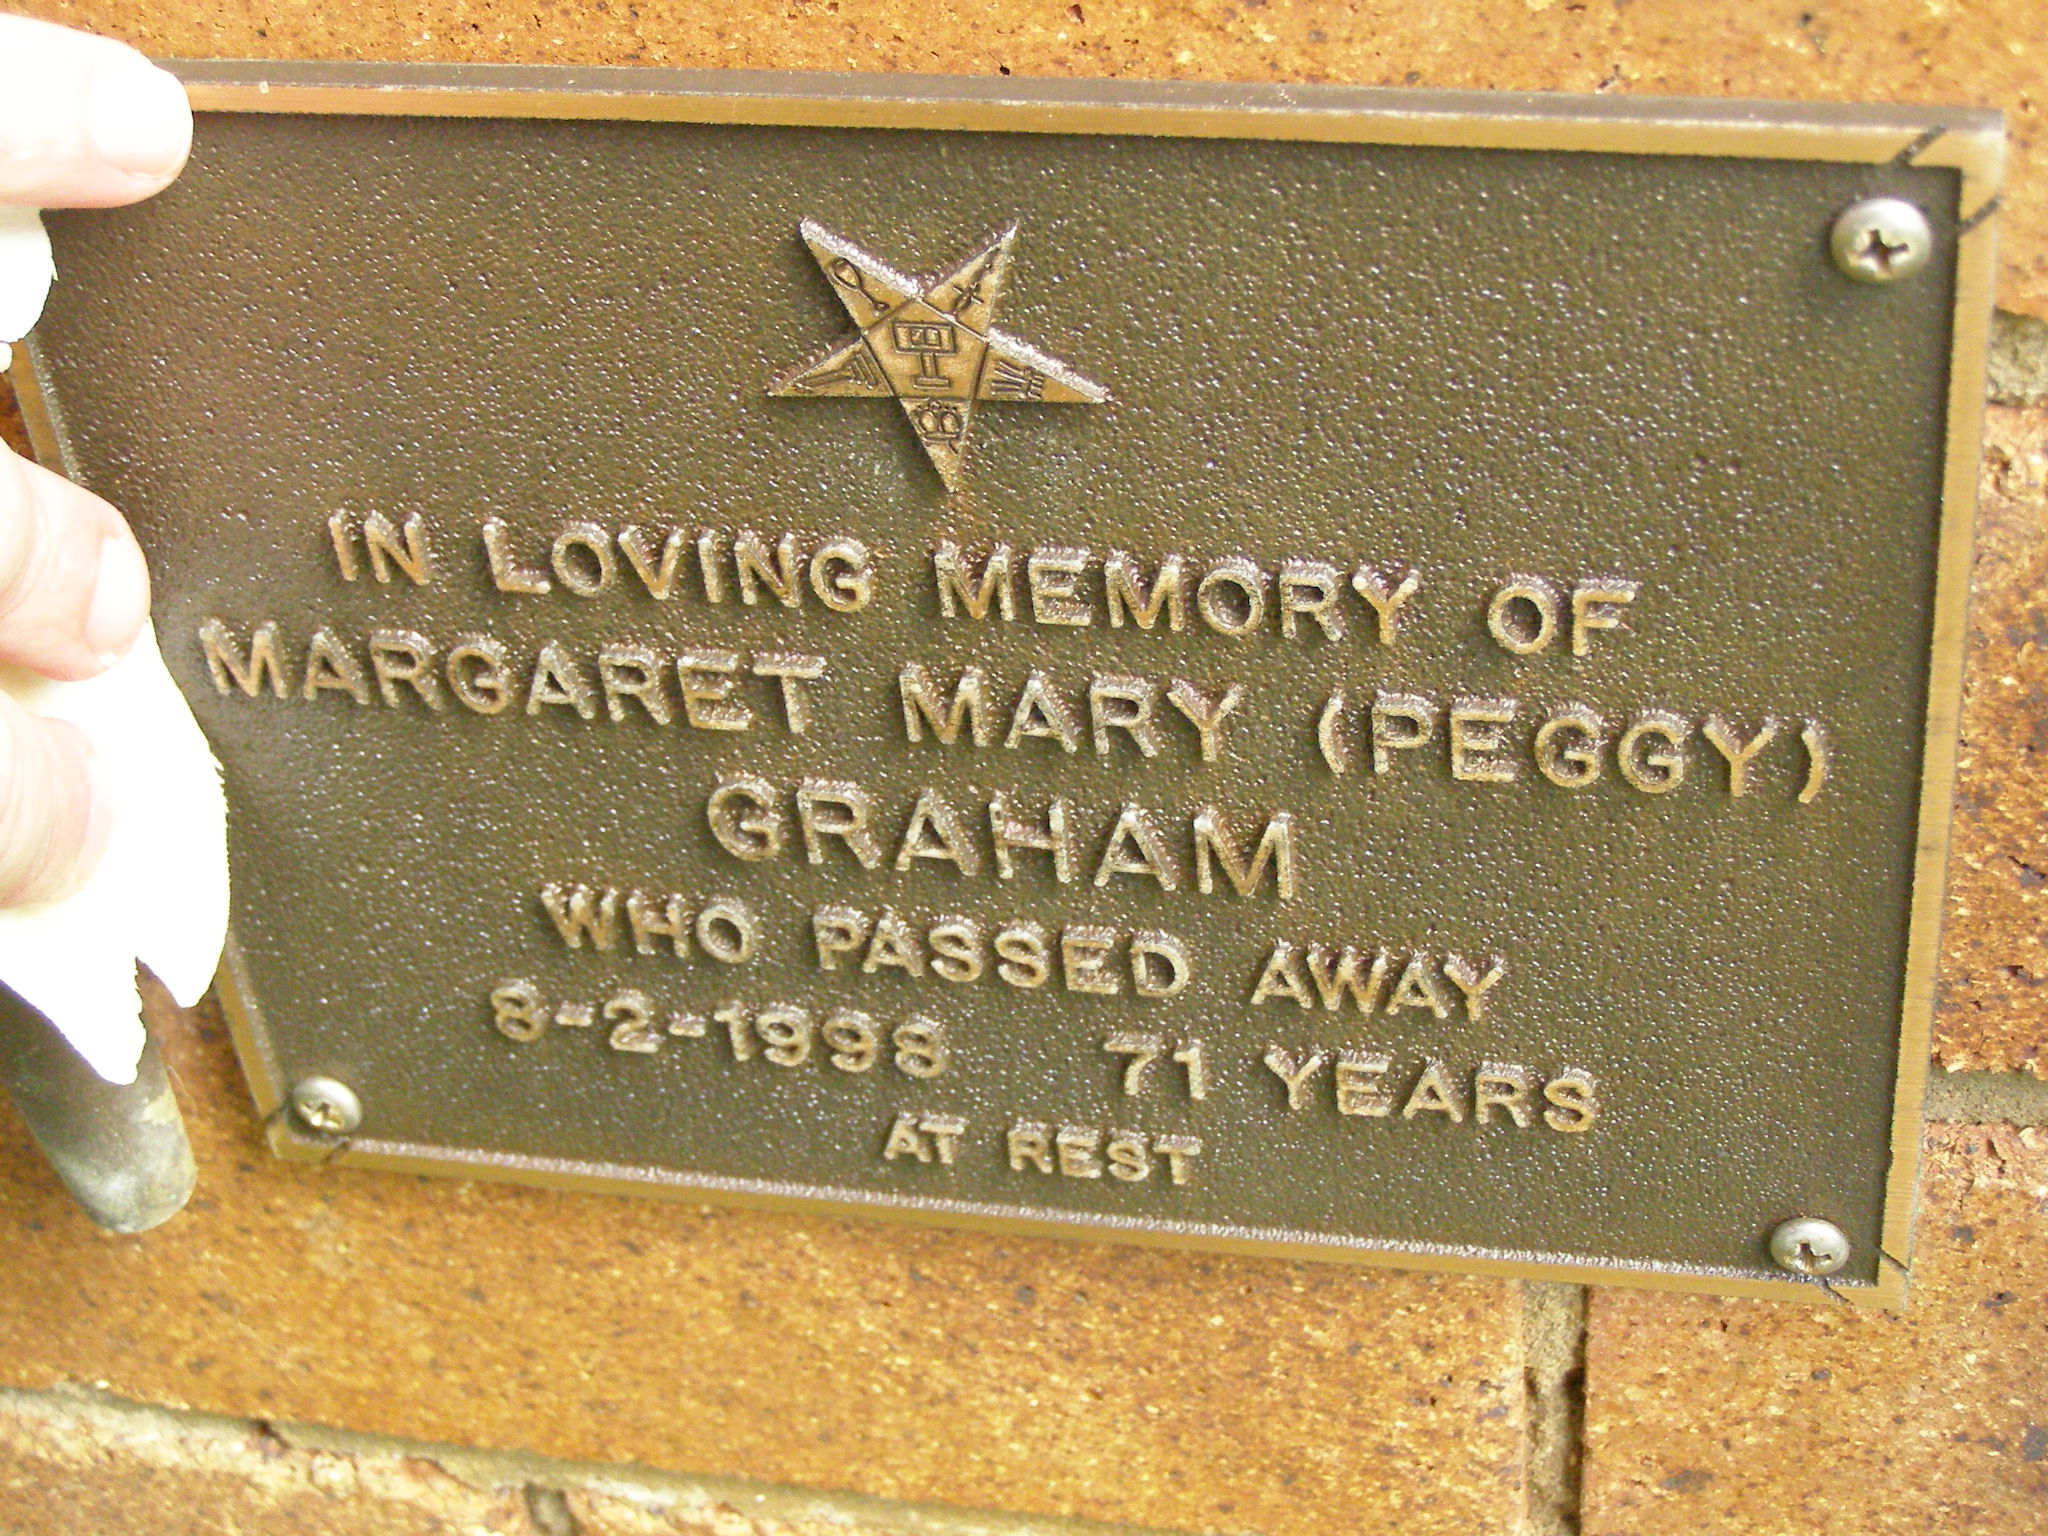 IN LOVING MEMORY OF
MARGARET MARY (PEGGY)
GRAHAM
WHO PASSED AWAY
8-2-1998 71 YEARS
AT REST